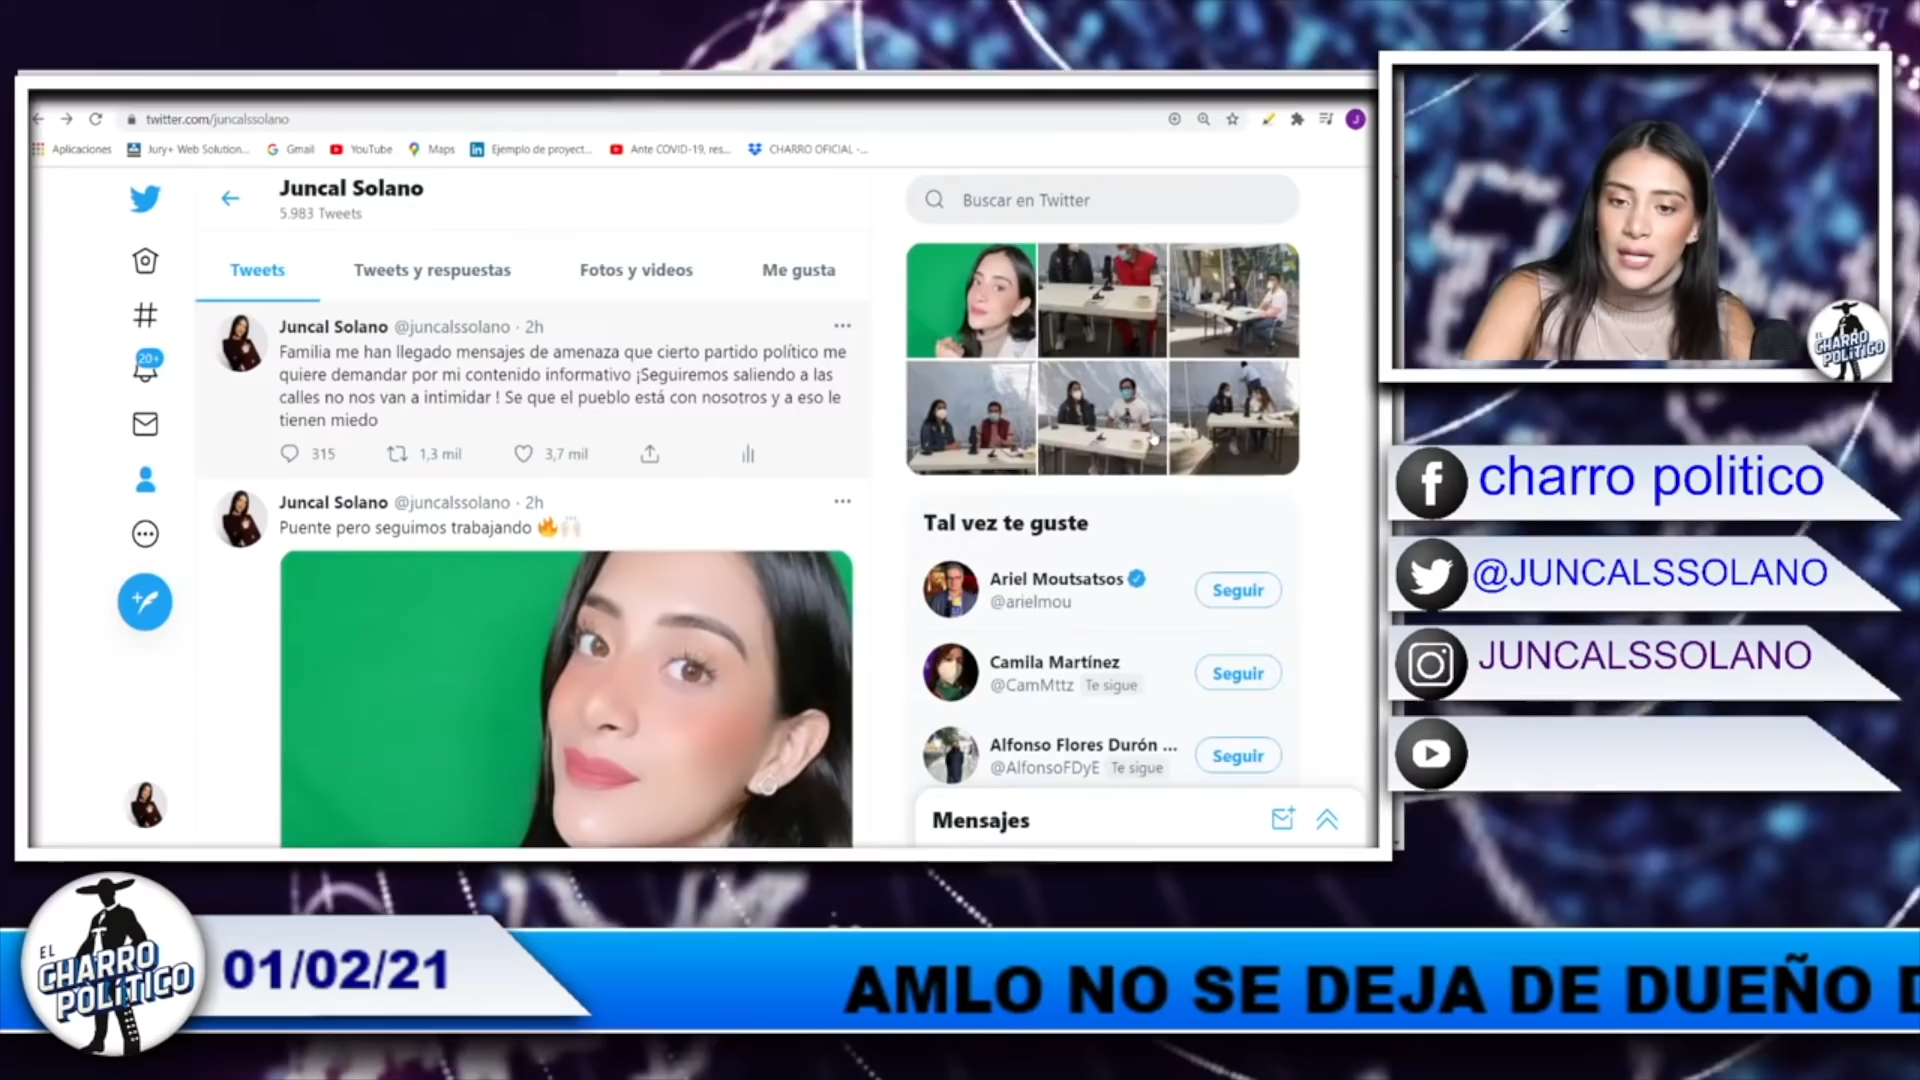 twitter.com/juncalssolano
Aplicaciones
Jury+ Web Solution...
Gmail
YouTube
Maps
Ejemplo de proyect...
Ante COVID-19, res...
CHARRO OFICIAL -...
Juncal Solano
5.983 Tweets
Buscar en Twitter
Tweets
Tweets y respuestas
Fotos y videos
Me gusta
20+
Juncal Solano @juncalssolano · 2h
Familia me han llegado mensajes de amenaza que cierto partido político me
quiere demandar por mi contenido informativo ¡Seguiremos saliendo a las
calles no nos van a intimidar ! Se que el pueblo está con nosotros y a eso le
tienen miedo
315
1,3 mil
3,7 mil
Juncal Solano @juncalssolano · 2h
Puente pero seguimos trabajando 🔥🙌🏻
Tal vez te guste
Ariel Moutsatsos
@arielmou
Seguir
Camila Martínez
@CamMttz Te sigue
Seguir
Alfonso Flores Durón ...
@AlfonsoFDyE Te sigue
Seguir
Mensajes
J
CHARRO
POLÍTICO
charro politico
@JUNCALSSOLANO
JUNCALSSOLANO
EL
CHARRO
POLÍTICO
01/02/21
AMLO NO SE DEJA DE DUEÑO D